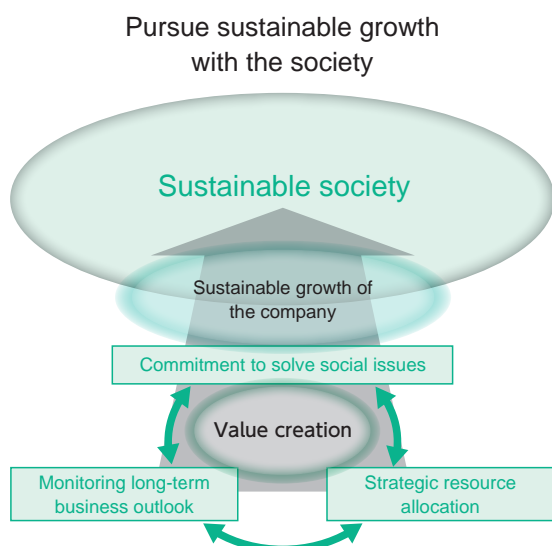 Pursue sustainable growth
with the society
Sustainable society
Sustainable growth of
the company
Commitment to solve social issues
Value creation
Monitoring long-term
business outlook
Strategic resource
allocation